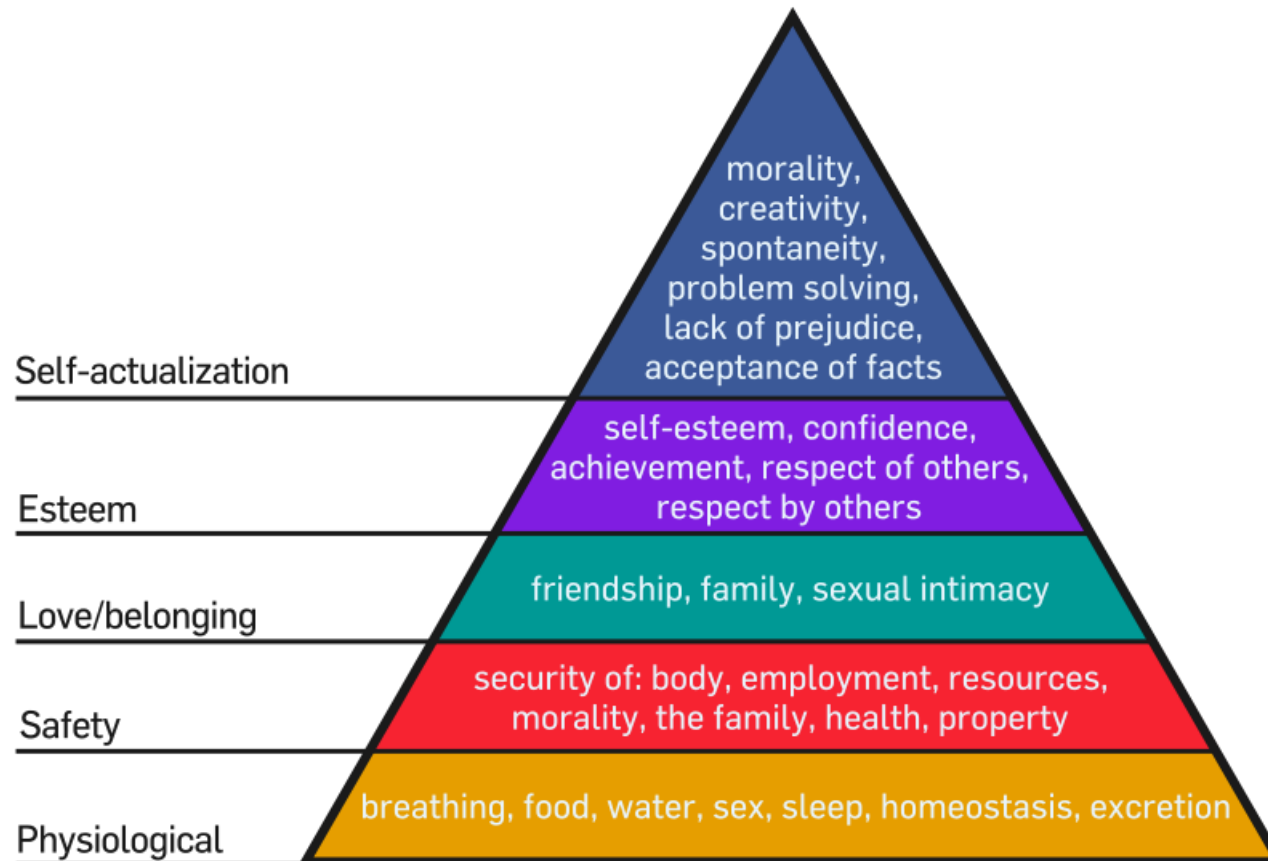 morality,
creativity,
spontaneity,
problem solving,
lack of prejudice,
acceptance of facts
Self-actualization
self-esteem, confidence,
achievement, respect of others,
respect by others
Esteem
friendship, family, sexual intimacy
Love/belonging
security of: body, employment, resources,
morality, the family, health, property
Safety
breathing, food, water, sex, sleep, homeostasis, excretion
Physiological